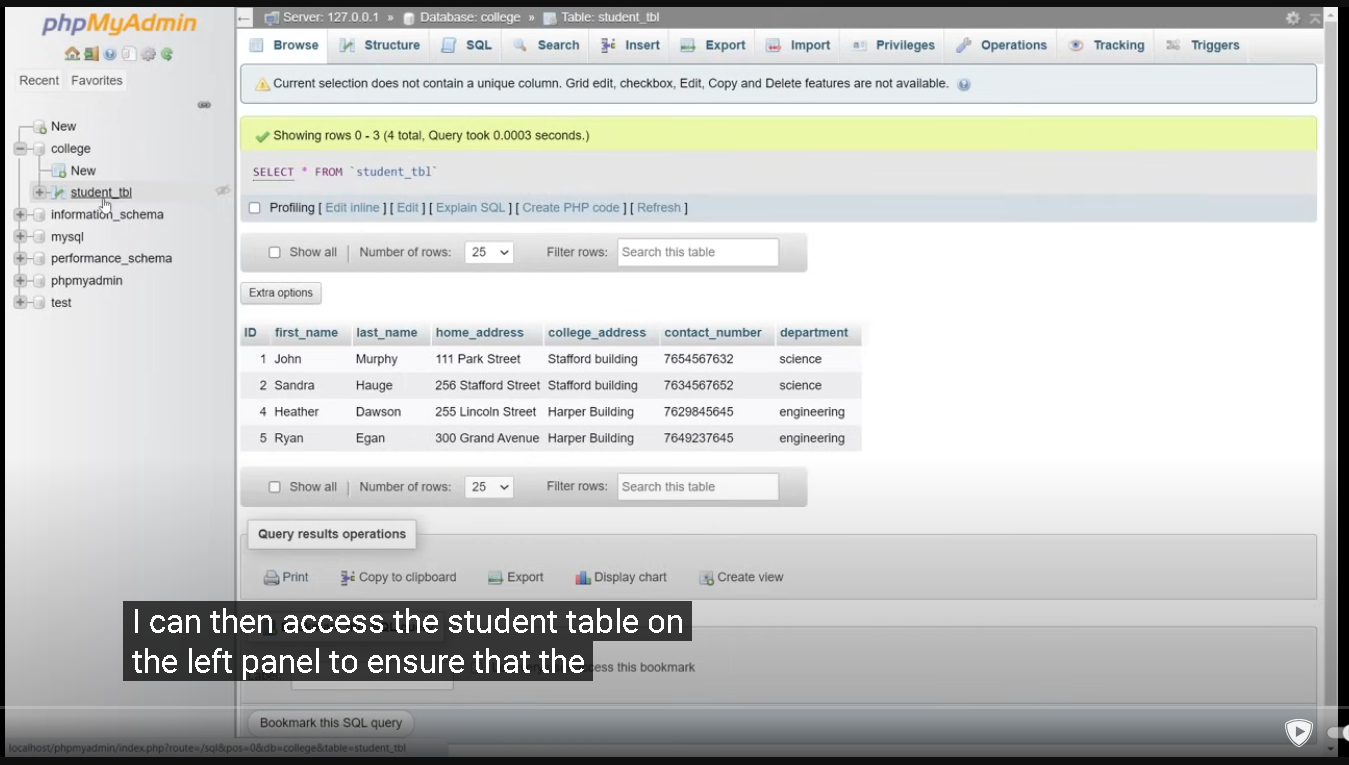 phpMyAdmin
Recent Favorites
New
college
New
student_tbl
information_schema
mysql
performance_schema
phpmyadmin
test
Server: 127.0.0.1 » Database: college » Table: student_tbl
Browse Structure SQL Search Insert Export Import Privileges Operations Tracking Triggers
Current selection does not contain a unique column. Grid edit, checkbox, Edit, Copy and Delete features are not available.
Showing rows 0 - 3 (4 total, Query took 0.0003 seconds.)
SELECT * FROM `student_tbl`
Profiling [ Edit inline ] [ Edit ] [ Explain SQL ] [ Create PHP code ] [ Refresh ]
Show all | Number of rows: 25 Filter rows: Search this table
Extra options
ID first_name last_name home_address college_address contact_number department
1 John Murphy 111 Park Street Stafford building 7654567632 science
2 Sandra Hauge 256 Stafford Street Stafford building 7634567652 science
4 Heather Dawson 255 Lincoln Street Harper Building 7629845645 engineering
5 Ryan Egan 300 Grand Avenue Harper Building 7649237645 engineering
Show all | Number of rows: 25 Filter rows: Search this table
Query results operations
Print Copy to clipboard Export Display chart Create view
I can then access the student table on
the left panel to ensure that the
this bookmark
Bookmark this SQL query
localhost/phpmyadmin/index.php?route=/sql&pos=0&db=college&table=student_tbl